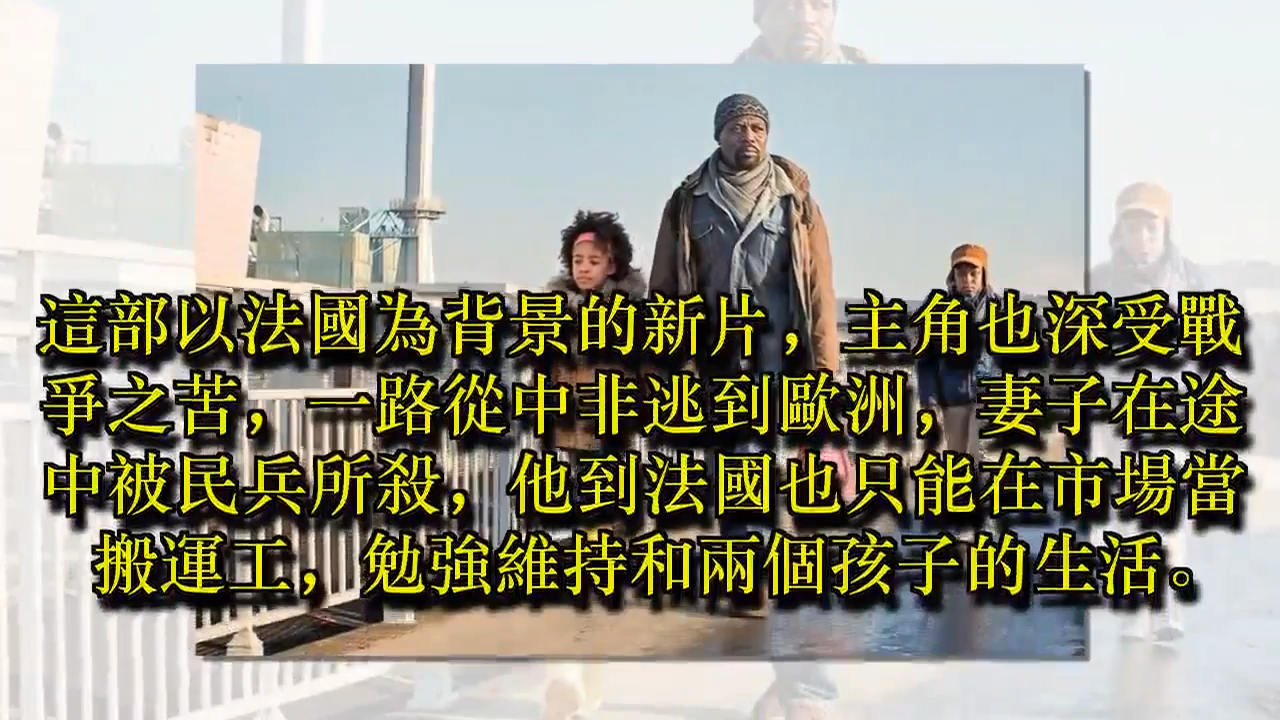 這部以法國為背景的新片，主角也深受戰
爭之苦，一路從中非逃到歐洲，妻子在途
中被民兵所殺，他到法國也只能在市場當
搬運工，勉強維持和兩個孩子的生活。